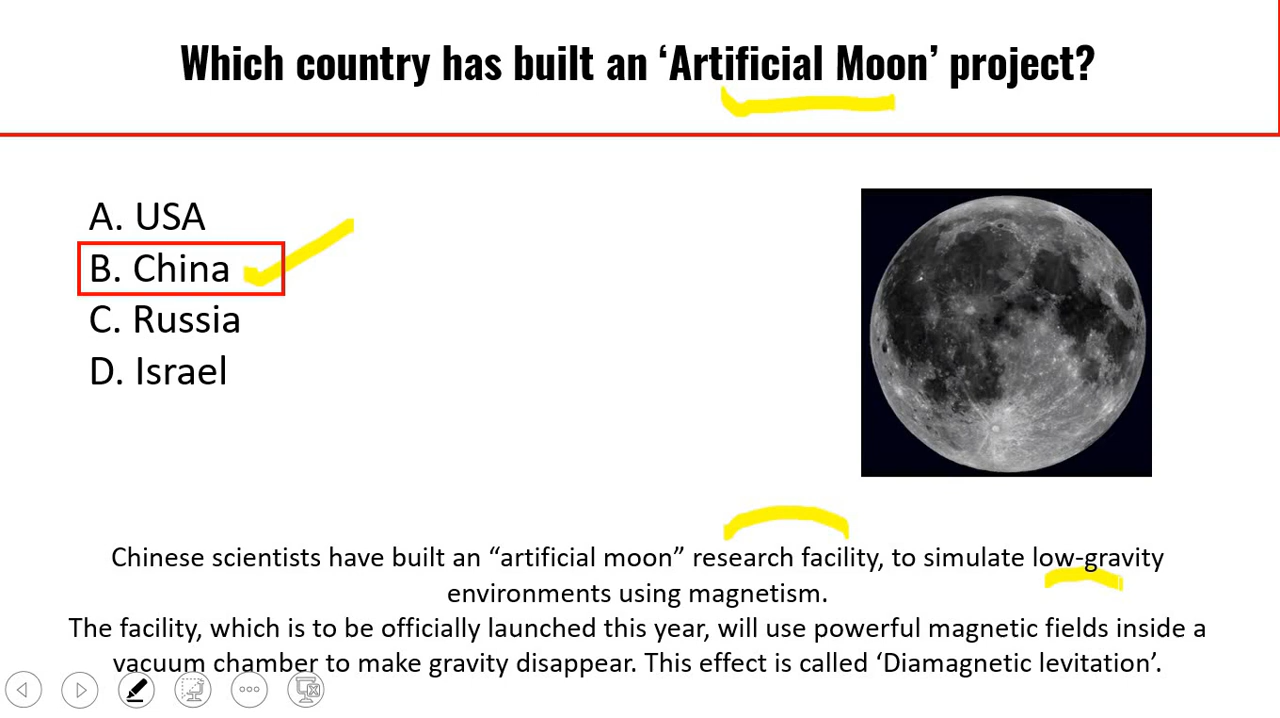 Which country has built an ‘Artificial Moon’ project?
A. USA
B. China
C. Russia
D. Israel
Chinese scientists have built an “artificial moon” research facility, to simulate low-gravity
environments using magnetism.
The facility, which is to be officially launched this year, will use powerful magnetic fields inside a
vacuum chamber to make gravity disappear. This effect is called ‘Diamagnetic levitation’.